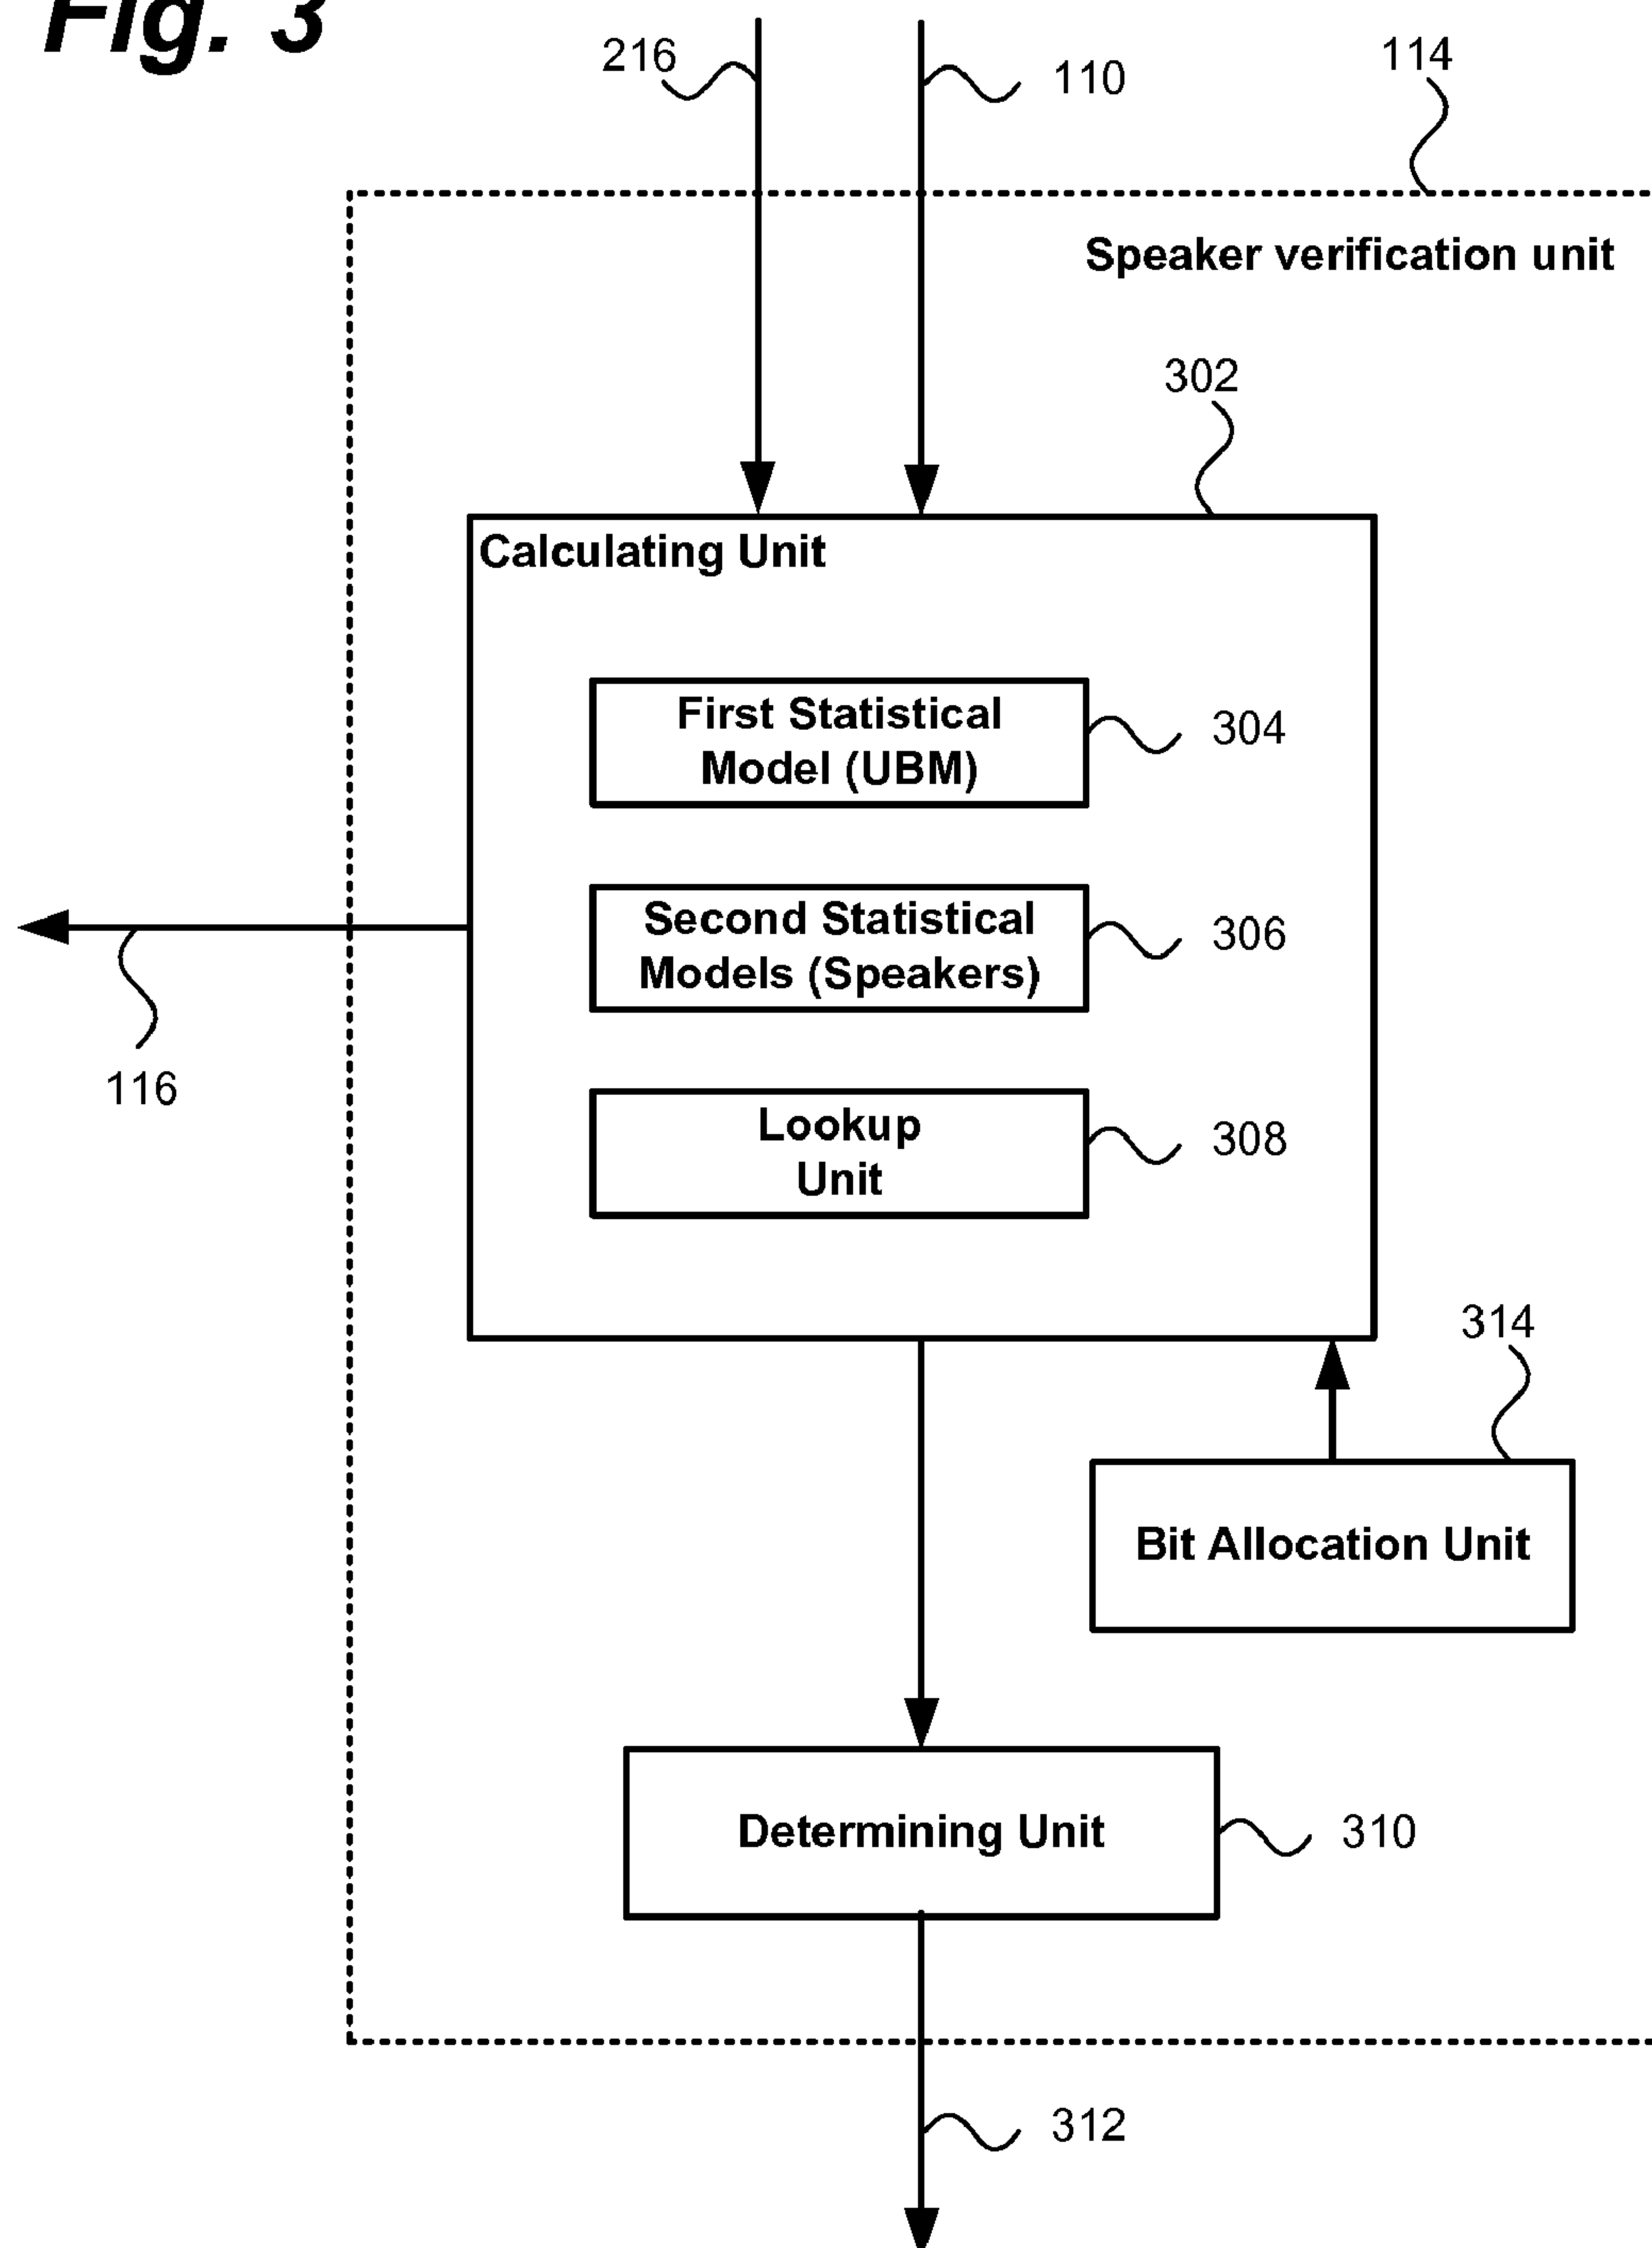 Fig. 3
216
110
114
Speaker verification unit
302
Calculating Unit
First Statistical
Model (UBM)
304
Second Statistical
Models (Speakers)
306
116
Lookup
Unit
308
314
Bit Allocation Unit
Determining Unit
310
312